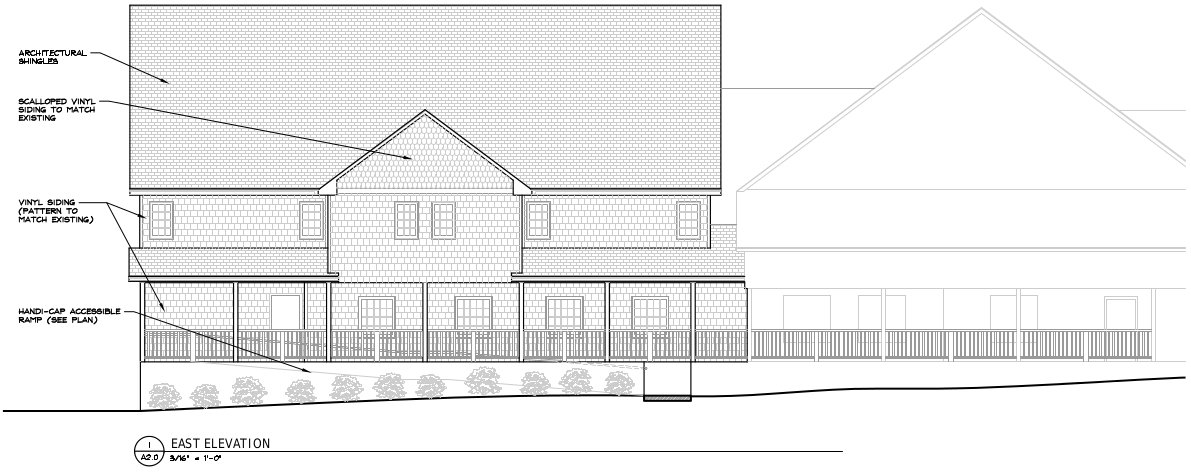 ARCHITECTURAL
SHINGLES
SCALLOPED VINYL
SIDING TO MATCH
EXISTING
VINYL SIDING
(PATTERN TO
MATCH EXISTING)
HANDI-CAP ACCESSIBLE
RAMP (SEE PLAN)
1
A2.0
EAST ELEVATION
3/16" = 1'-0"